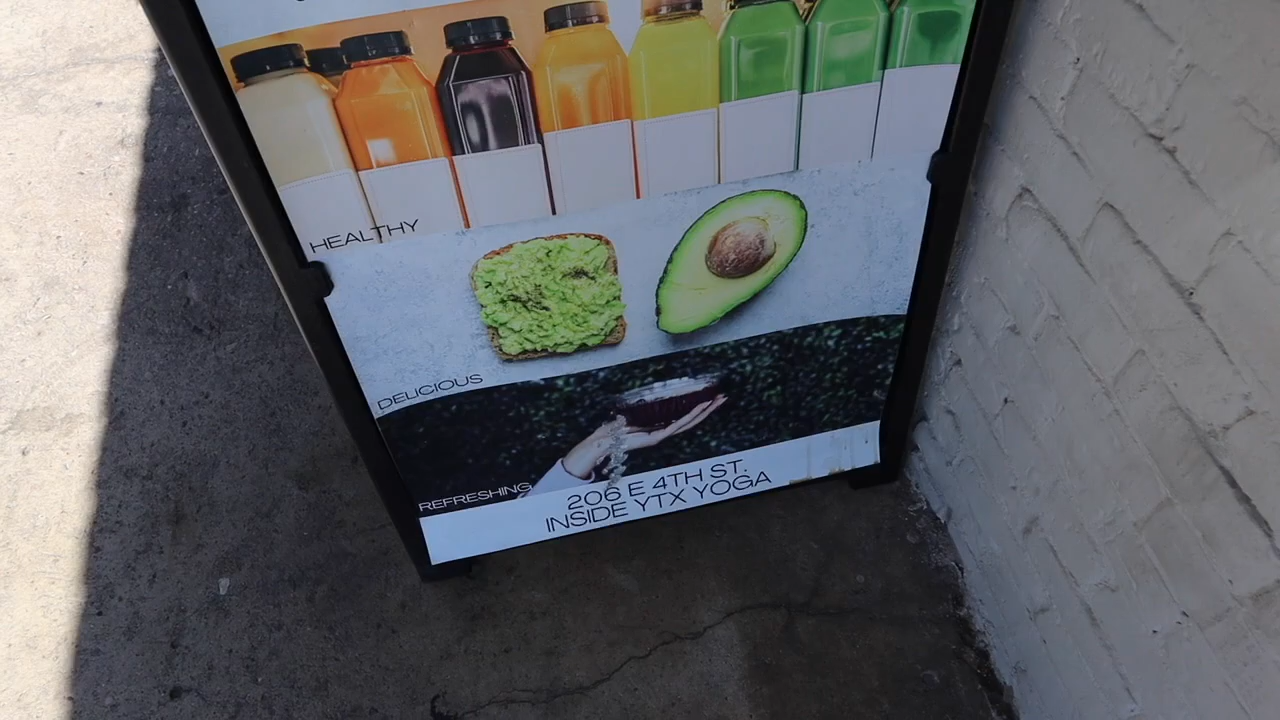 HEALTHY
DELICIOUS
REFRESHING
206 E 4TH ST.
INSIDE YTX YOGA